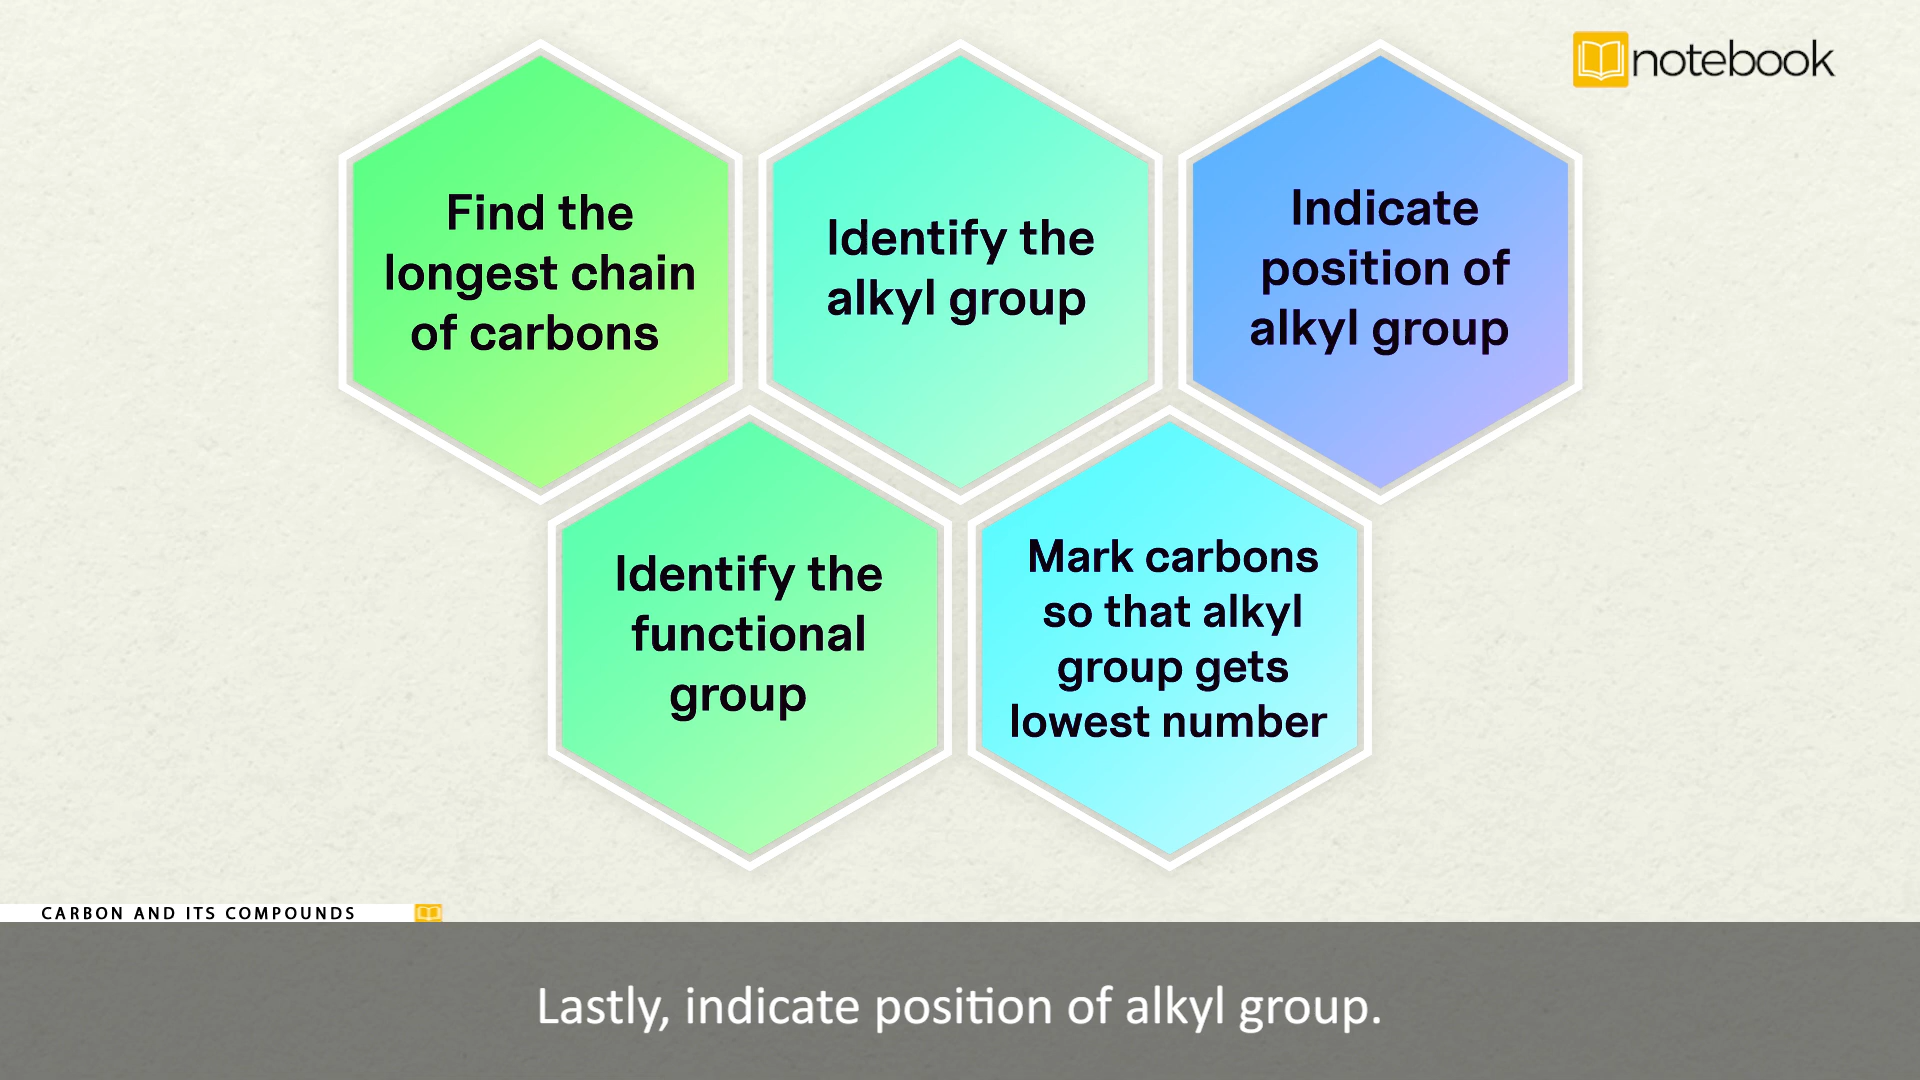 notebook
Find the
longest chain
of carbons
Identify the
alkyl group
Indicate
position of
alkyl group
Identify the
functional
group
Mark carbons
so that alkyl
group gets
lowest number
CARBON AND ITS COMPOUNDS
Lastly, indicate position of alkyl group.